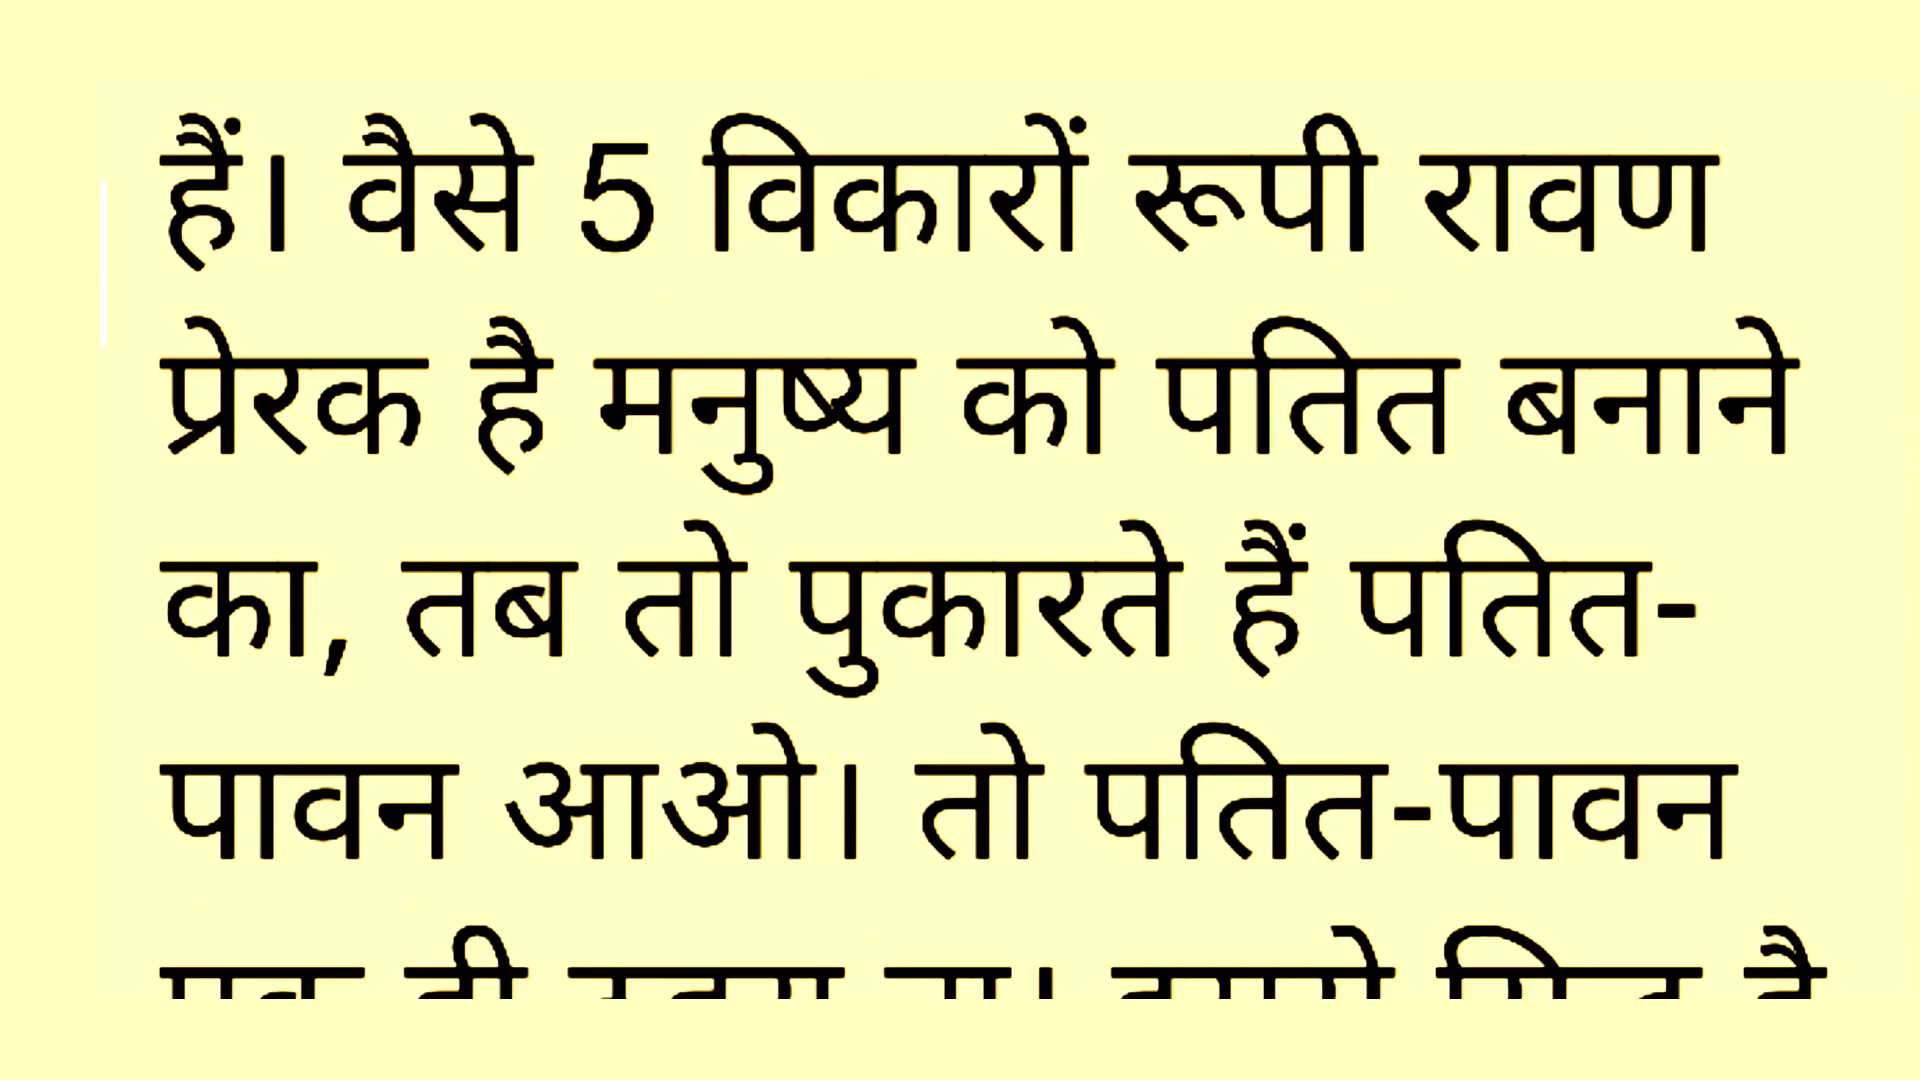 हैं। वैसे 5 विकारों रूपी रावण
प्रेरक है मनुष्य को पतित बनाने
का, तब तो पुकारते हैं पतित-
पावन आओ। तो पतित-पावन